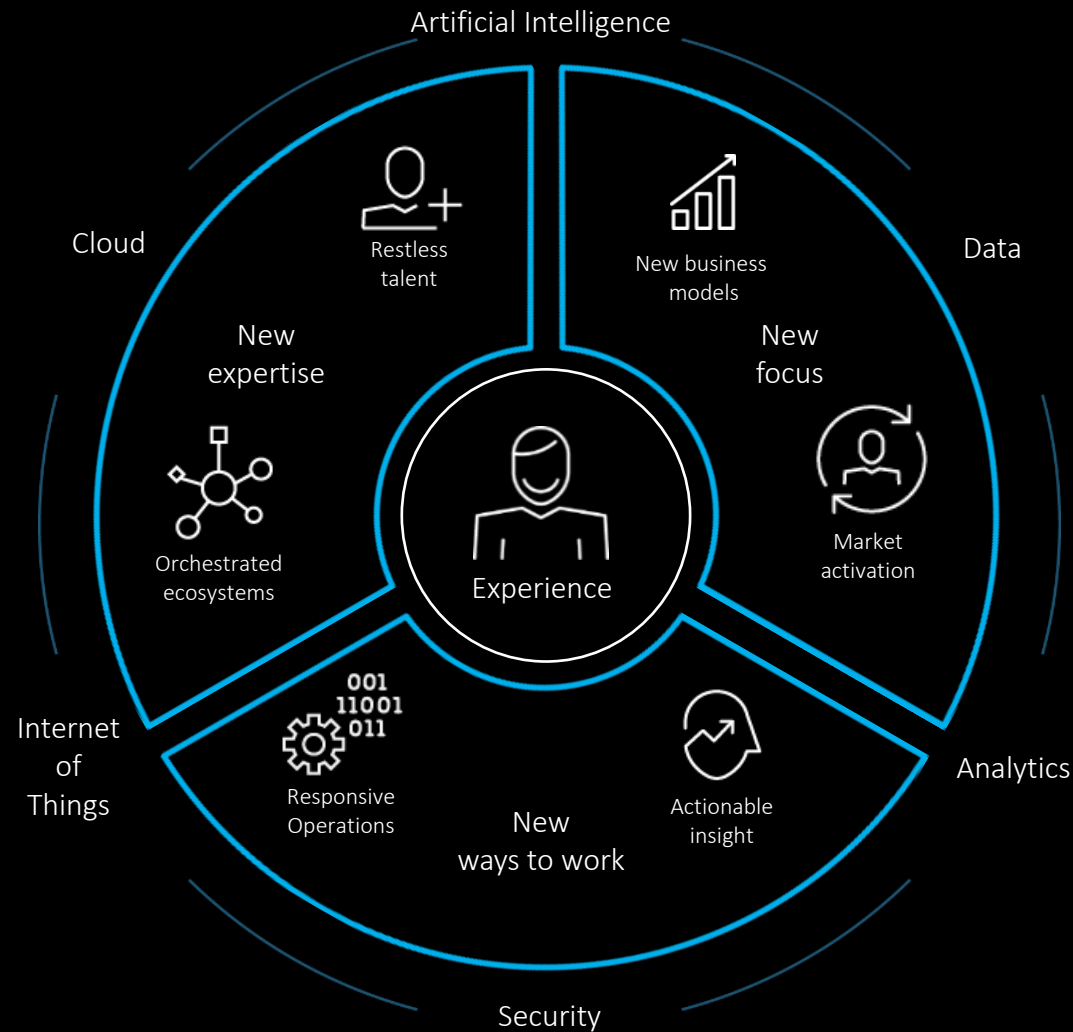 Artificial Intelligence
Cloud
Data
Restless
talent
New business
models
New
expertise
New
focus
Orchestrated
ecosystems
Market
activation
Experience
Internet
of
Things
Analytics
001
11001
011
Responsive
Operations
Actionable
insight
New
ways to work
Security